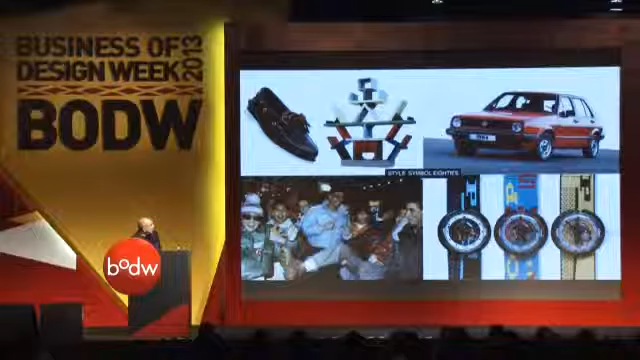 BUSINESS OF
DESIGN WEEK
2013
BODW
bodw
STYLE SYMBOL EIGHTIES